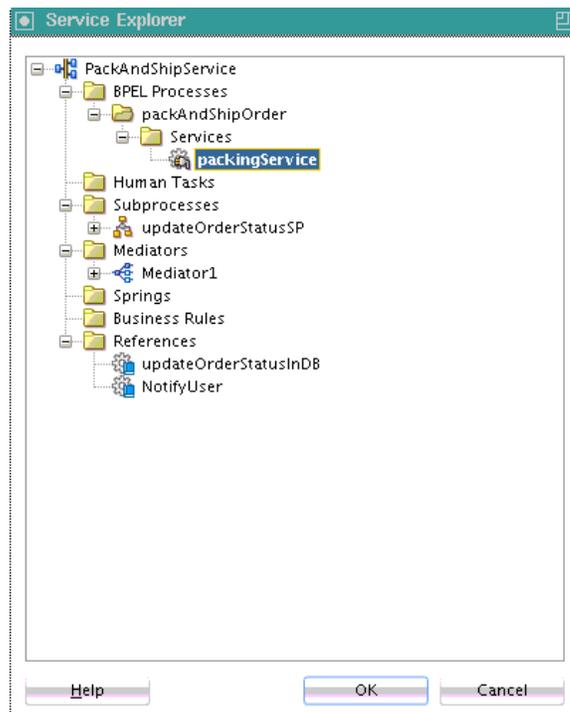 Service Explorer
PackAndShipService
BPEL Processes
packAndShipOrder
Services
packingService
Human Tasks
Subprocesses
updateOrderStatusSP
Mediators
Mediator1
Springs
Business Rules
References
updateOrderStatusInDB
NotifyUser
Help OK Cancel